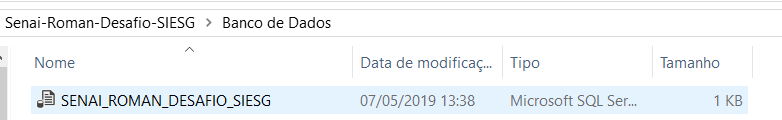 Senai-Roman-Desafio-SIESG > Banco de Dados
Nome Data de modificaç... Tipo Tamanho
SENAI_ROMAN_DESAFIO_SIESG 07/05/2019 13:38 Microsoft SQL Ser... 1 KB